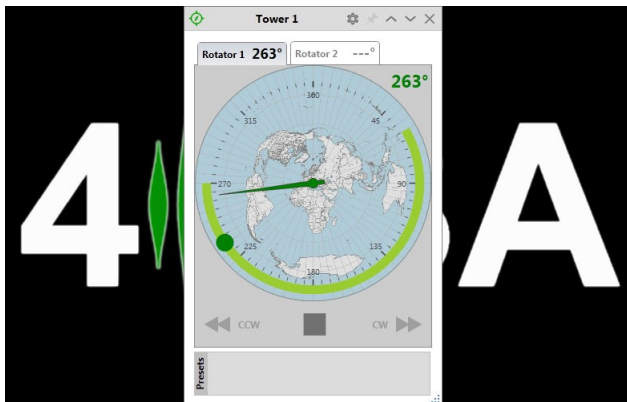 Tower 1
Rotator 1 263°
Rotator 2 ---°
263°
360
315
45
270
90
225
135
180
CCW
CW
Presets
4
A